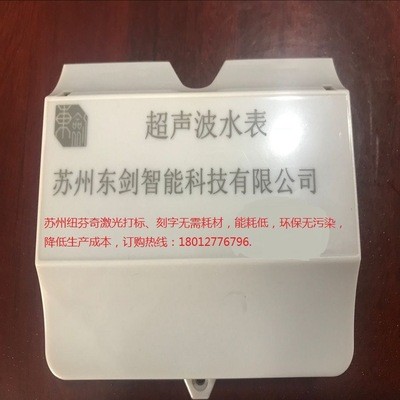 東剑
超声波水表
苏州东剑智能科技有限公司
苏州纽芬奇激光打标、刻字无需耗材，能耗低，环保无污染，
降低生产成本，订购热线：18012776796.